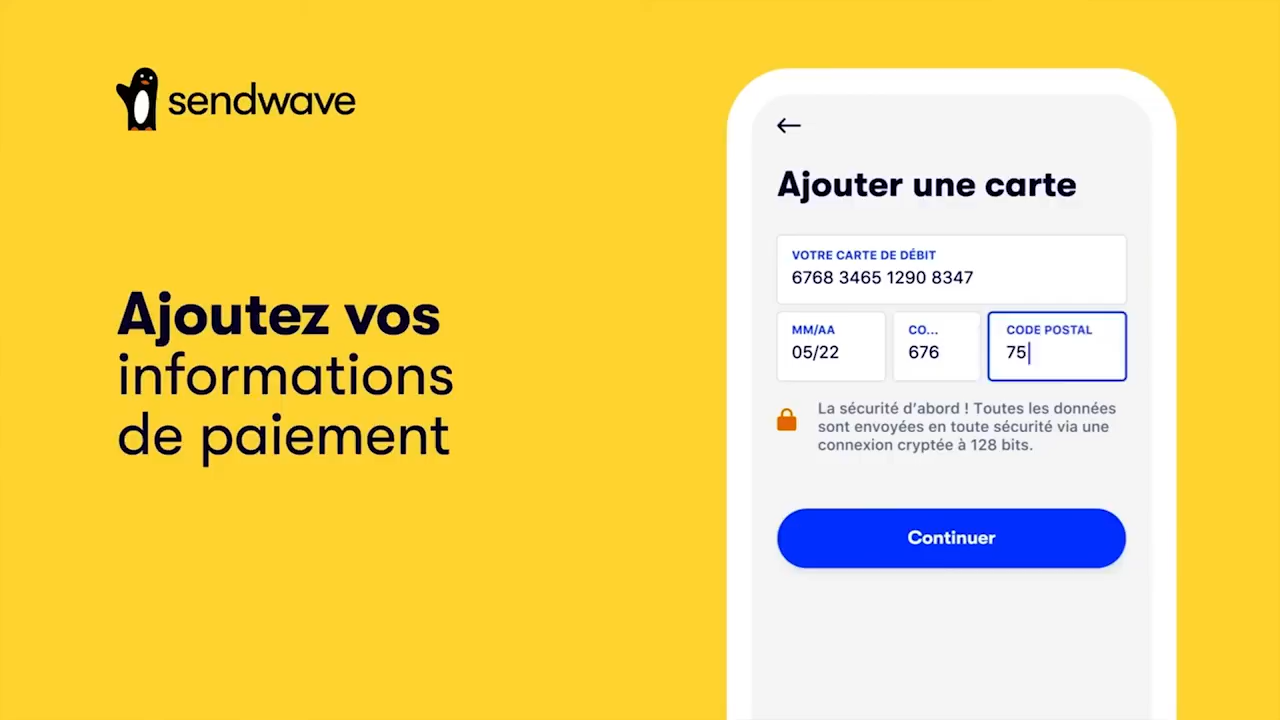 sendwave
Ajoutez vos
informations
de paiement
Ajouter une carte
VOTRE CARTE DE DÉBIT
6768 3465 1290 8347
MM/AA
05/22
CO...
676
CODE POSTAL
75
La sécurité d'abord ! Toutes les données
sont envoyées en toute sécurité via une
connexion cryptée à 128 bits.
Continuer